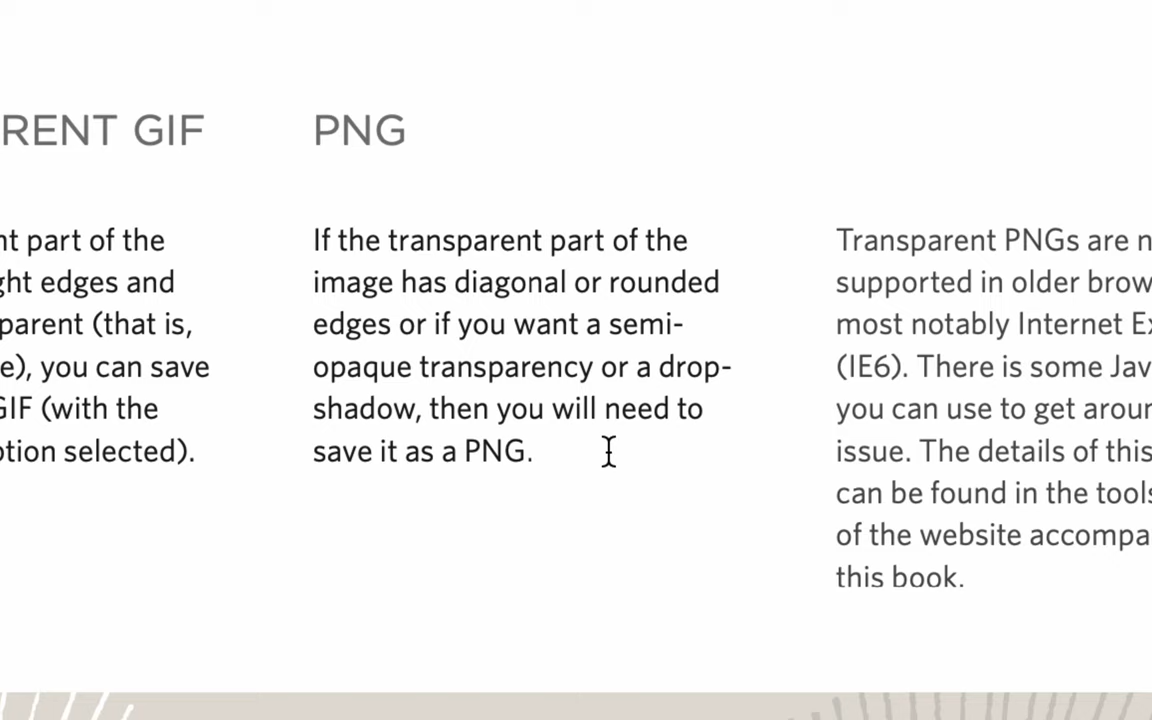 RENT GIF
nt part of the
ght edges and
parent (that is,
e), you can save
GIF (with the
otion selected).
PNG
If the transparent part of the
image has diagonal or rounded
edges or if you want a semi-
opaque transparency or a drop-
shadow, then you will need to
save it as a PNG.
Transparent PNGs are n
supported in older brow
most notably Internet Ex
(IE6). There is some Jav
you can use to get arour
issue. The details of this
can be found in the tools
of the website accompa
this book.